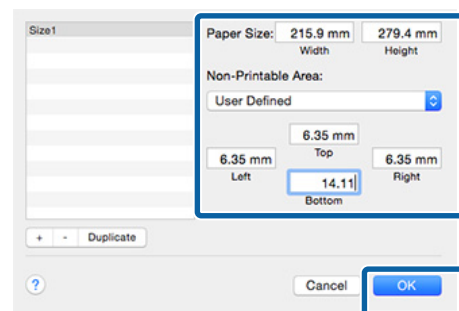 Size1
Paper Size: 215.9 mm 279.4 mm
Width Height
Non-Printable Area:
User Defined
6.35 mm
Top
6.35 mm 6.35 mm
Left Right
14.11
Bottom
+ - Duplicate
? Cancel OK